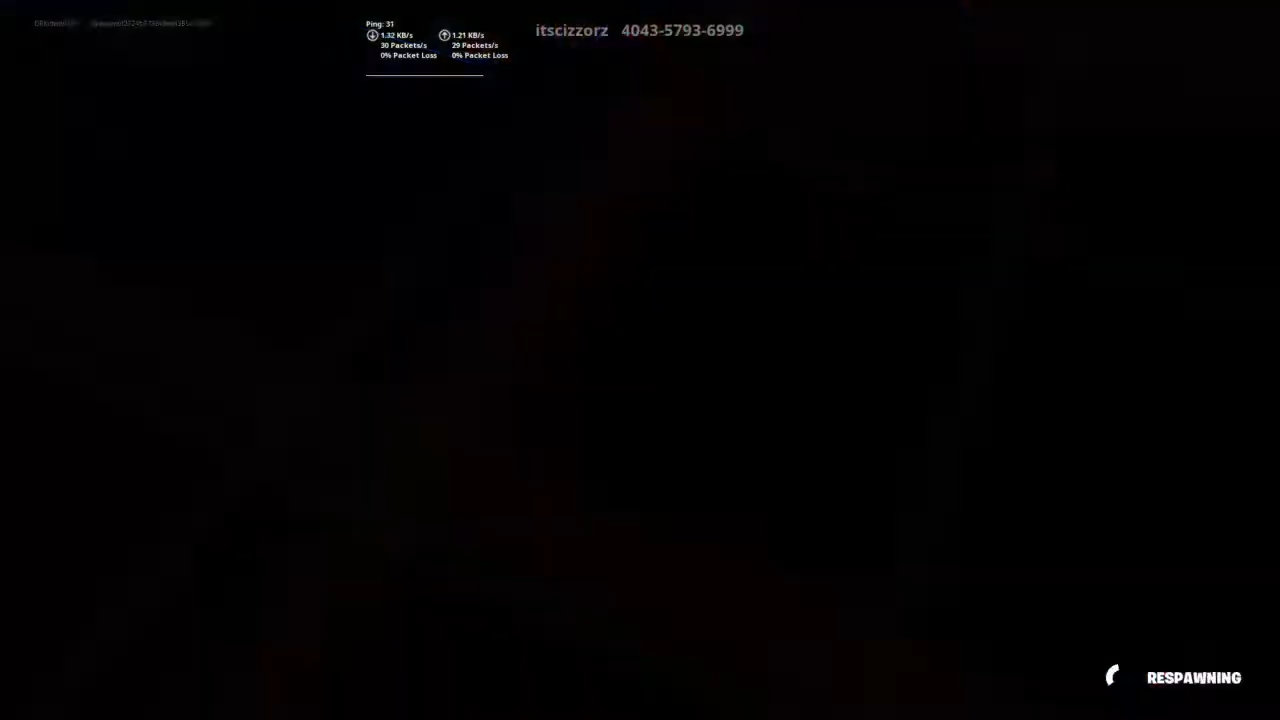 Ping: 31
1.32 KB/s 1.21 KB/s
30 Packets/s 29 Packets/s
0% Packet Loss 0% Packet Loss
itscizzorz 4043-5793-6999
RESPAWNING